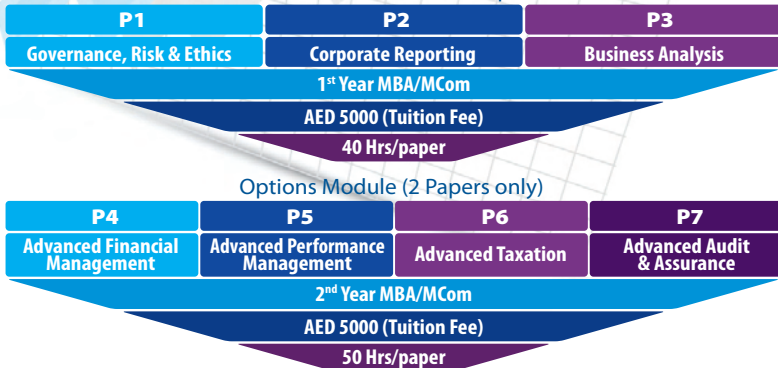 P1 P2 P3
Governance, Risk & Ethics Corporate Reporting Business Analysis
1st Year MBA/MCom
AED 5000 (Tuition Fee)
40 Hrs/paper
Options Module (2 Papers only)
P4 P5 P6 P7
Advanced Financial Management Advanced Performance Management Advanced Taxation Advanced Audit & Assurance
2nd Year MBA/MCom
AED 5000 (Tuition Fee)
50 Hrs/paper